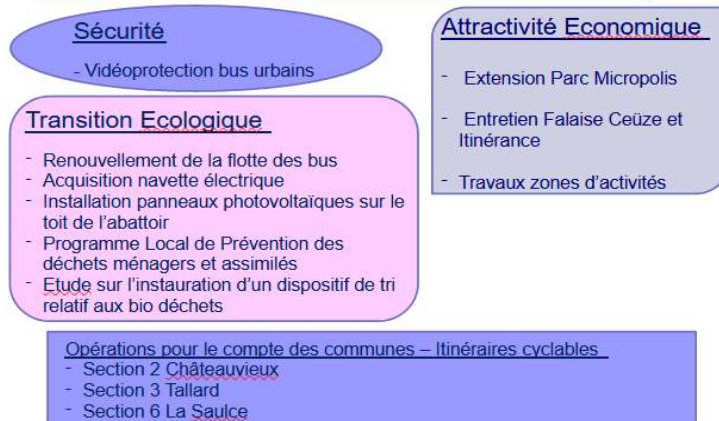 Sécurité
- Vidéoprotection bus urbains
Attractivité Economique
- Extension Parc Micropolis
- Entretien Falaise Ceüze et
Itinérance
- Travaux zones d'activités
Transition Ecologique
- Renouvellement de la flotte des bus
- Acquisition navette électrique
- Installation panneaux photovoltaïques sur le
toit de l'abattoir
- Programme Local de Prévention des
déchets ménagers et assimilés
- Etude sur l'instauration d'un dispositif de tri
relatif aux bio déchets
Opérations pour le compte des communes – Itinéraires cyclables
- Section 2 Châteauvieux
- Section 3 Tallard
- Section 6 La Saulce